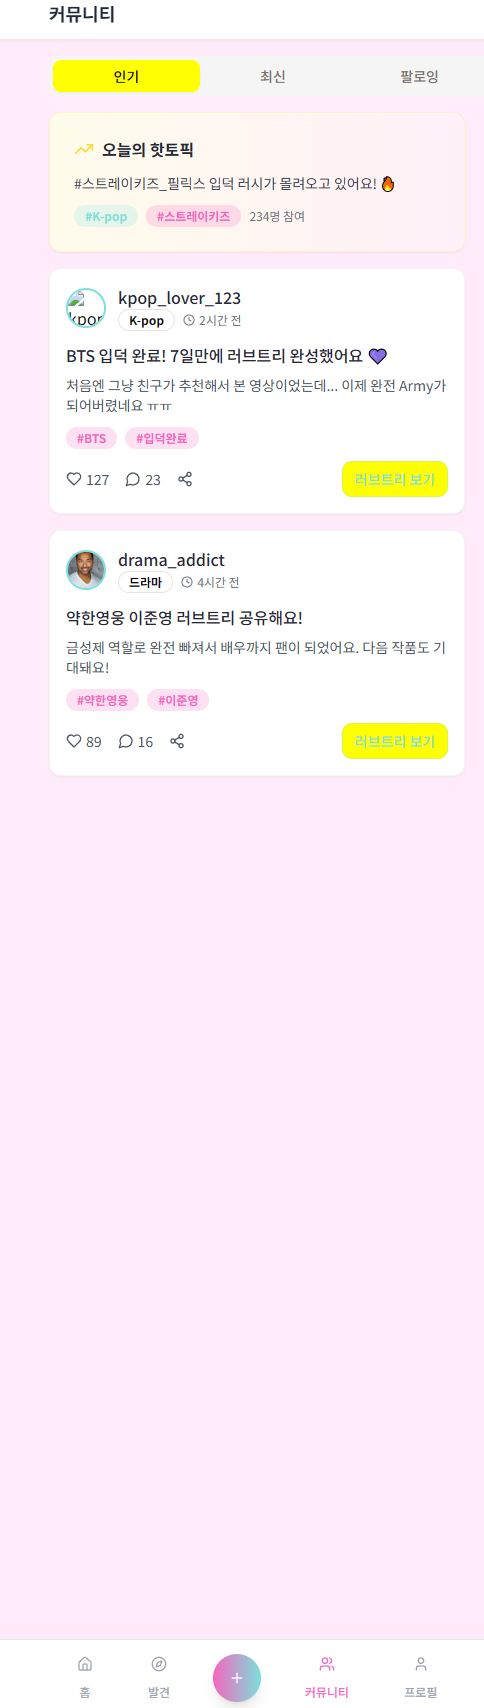 커뮤니티
인기 최신 팔로잉
오늘의 핫토픽
#스트레이키즈_필릭스 입덕 러시가 몰려오고 있어요! 🔥
#K-pop #스트레이키즈 234명 참여
kpop_lover_123
K-pop 2시간 전
BTS 입덕 완료! 7일만에 러브트리 완성했어요 💜
처음엔 그냥 친구가 추천해서 본 영상이었는데... 이제 완전 Army가
되어버렸네요 ㅠㅠ
#BTS #입덕완료
127 23 러브트리 보기
drama_addict
드라마 4시간 전
약한영웅 이준영 러브트리 공유해요!
금성제 역할로 완전 빠져서 배우까지 팬이 되었어요. 다음 작품도 기
대돼요!
#약한영웅 #이준영
89 16 러브트리 보기
홈 발견 커뮤니티 프로필